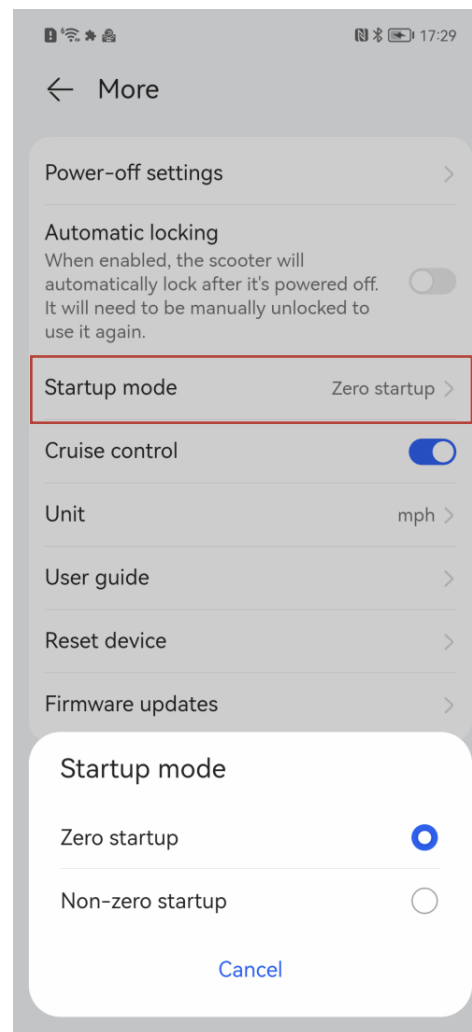 17:29
More
Power-off settings
Automatic locking
When enabled, the scooter will
automatically lock after it's powered off.
It will need to be manually unlocked to
use it again.
Startup mode Zero startup
Cruise control
Unit mph
User guide
Reset device
Firmware updates
Startup mode
Zero startup
Non-zero startup
Cancel